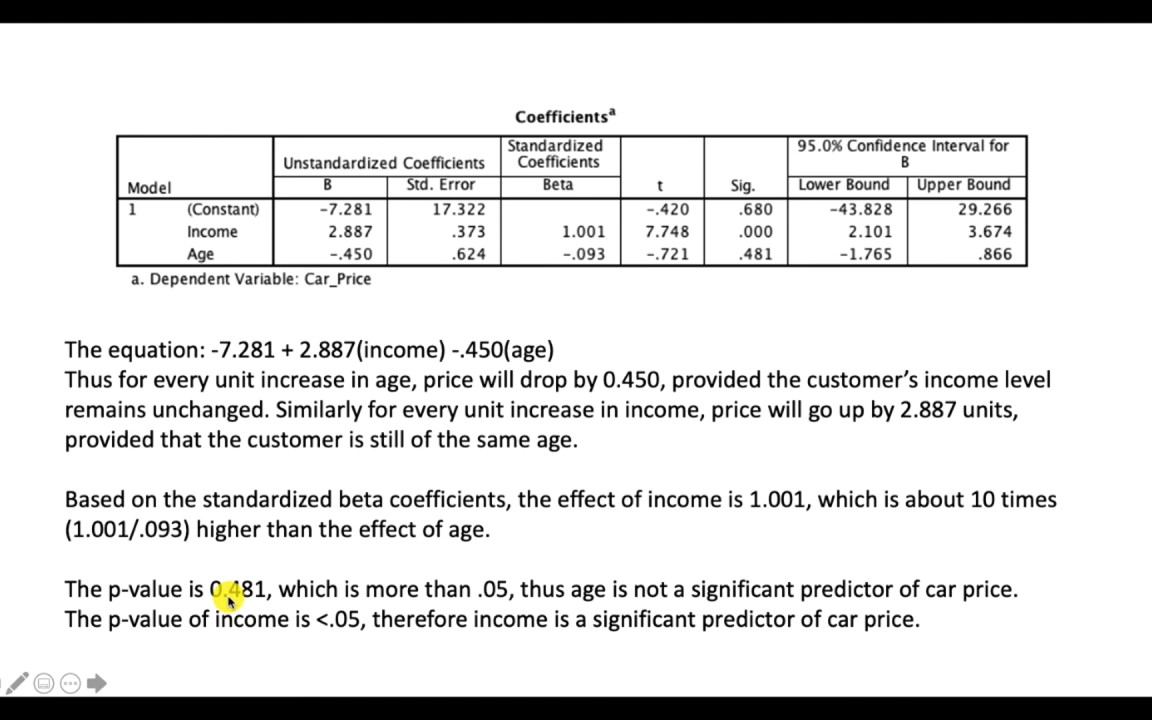 Coefficientsa
Standardized
Unstandardized Coefficients Coefficients 95.0% Confidence Interval for B
Model B Std. Error Beta t Sig. Lower Bound Upper Bound
1 (Constant) -7.281 17.322 -.420 .680 -43.828 29.266
Income 2.887 .373 1.001 7.748 .000 2.101 3.674
Age -.450 .624 -.093 -.721 .481 -1.765 .866
a. Dependent Variable: Car_Price
The equation: -7.281 + 2.887(income) -.450(age)
Thus for every unit increase in age, price will drop by 0.450, provided the customer’s income level
remains unchanged. Similarly for every unit increase in income, price will go up by 2.887 units,
provided that the customer is still of the same age.
Based on the standardized beta coefficients, the effect of income is 1.001, which is about 10 times
(1.001/.093) higher than the effect of age.
The p-value is 0.481, which is more than .05, thus age is not a significant predictor of car price.
The p-value of income is <.05, therefore income is a significant predictor of car price.